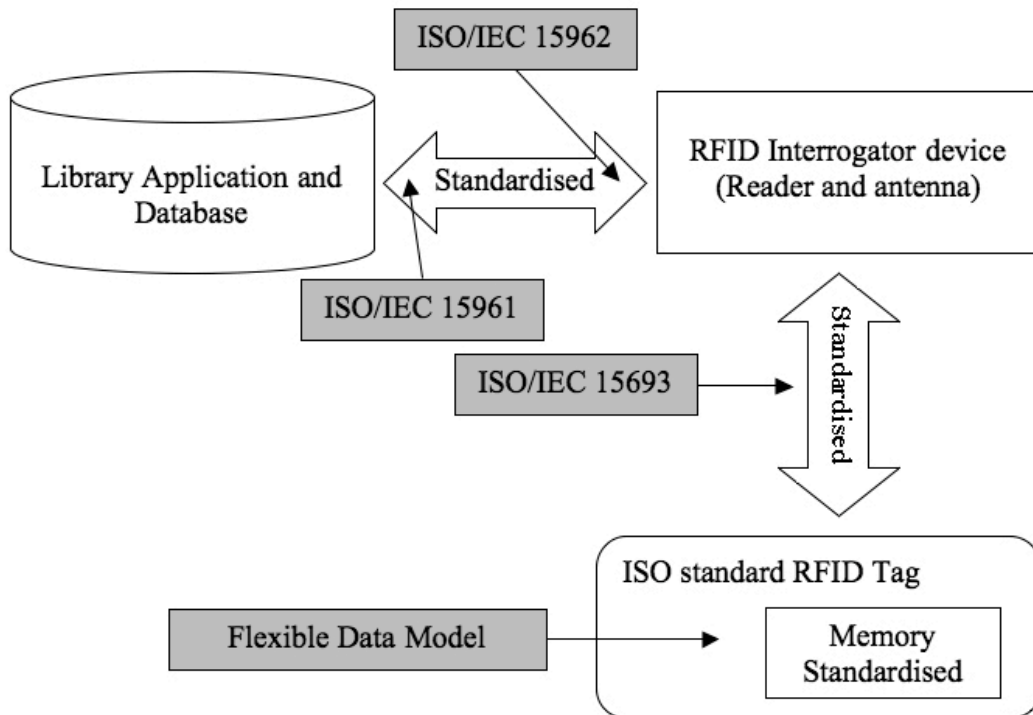 ISO/IEC 15962
Library Application and
Database
Standardised
RFID Interrogator device
(Reader and antenna)
ISO/IEC 15961
ISO/IEC 15693
Standardised
ISO standard RFID Tag
Flexible Data Model
Memory
Standardised